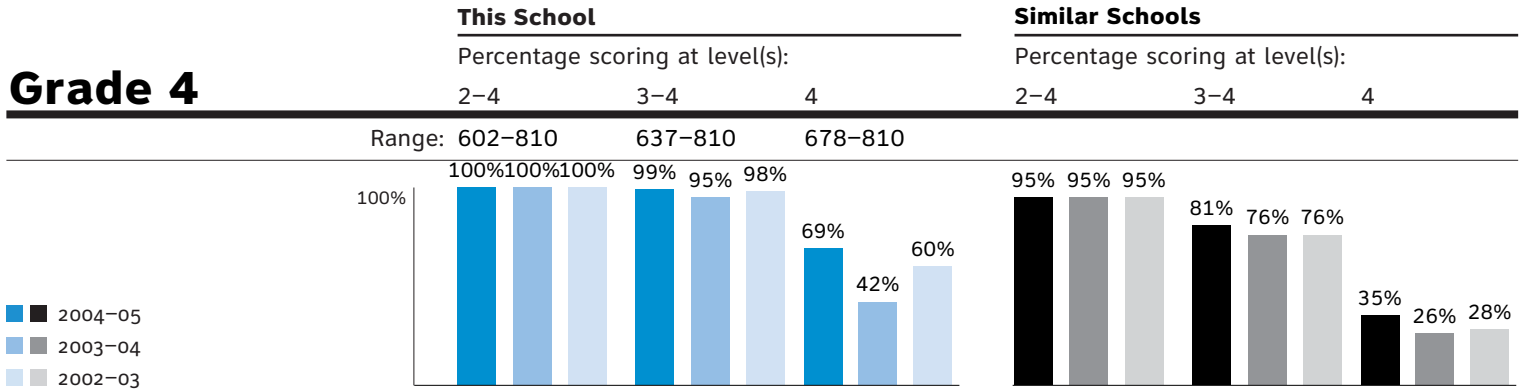 This School
Similar Schools
Percentage scoring at level(s):
Percentage scoring at level(s):
Grade 4
2–4 3–4 4
2–4 3–4 4
Range: 602–810 637–810 678–810
100% 100% 100% 99% 95% 98% 69% 42% 60%
95% 95% 95% 81% 76% 76% 35% 26% 28%
100%
2004–05
2003–04
2002–03